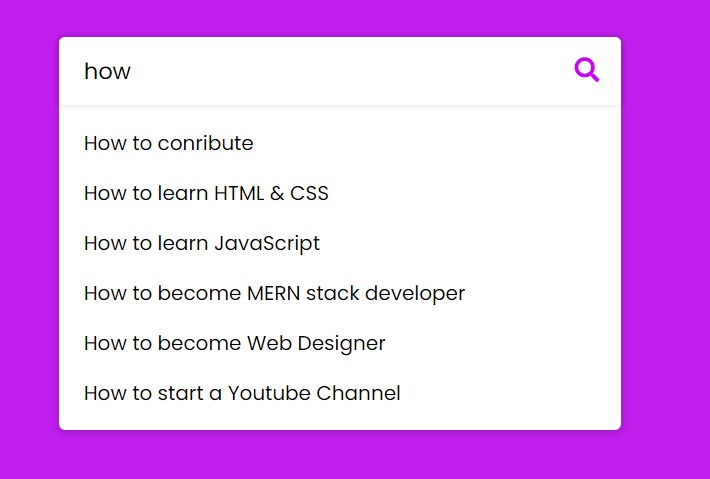 how
How to conribute
How to learn HTML & CSS
How to learn JavaScript
How to become MERN stack developer
How to become Web Designer
How to start a Youtube Channel